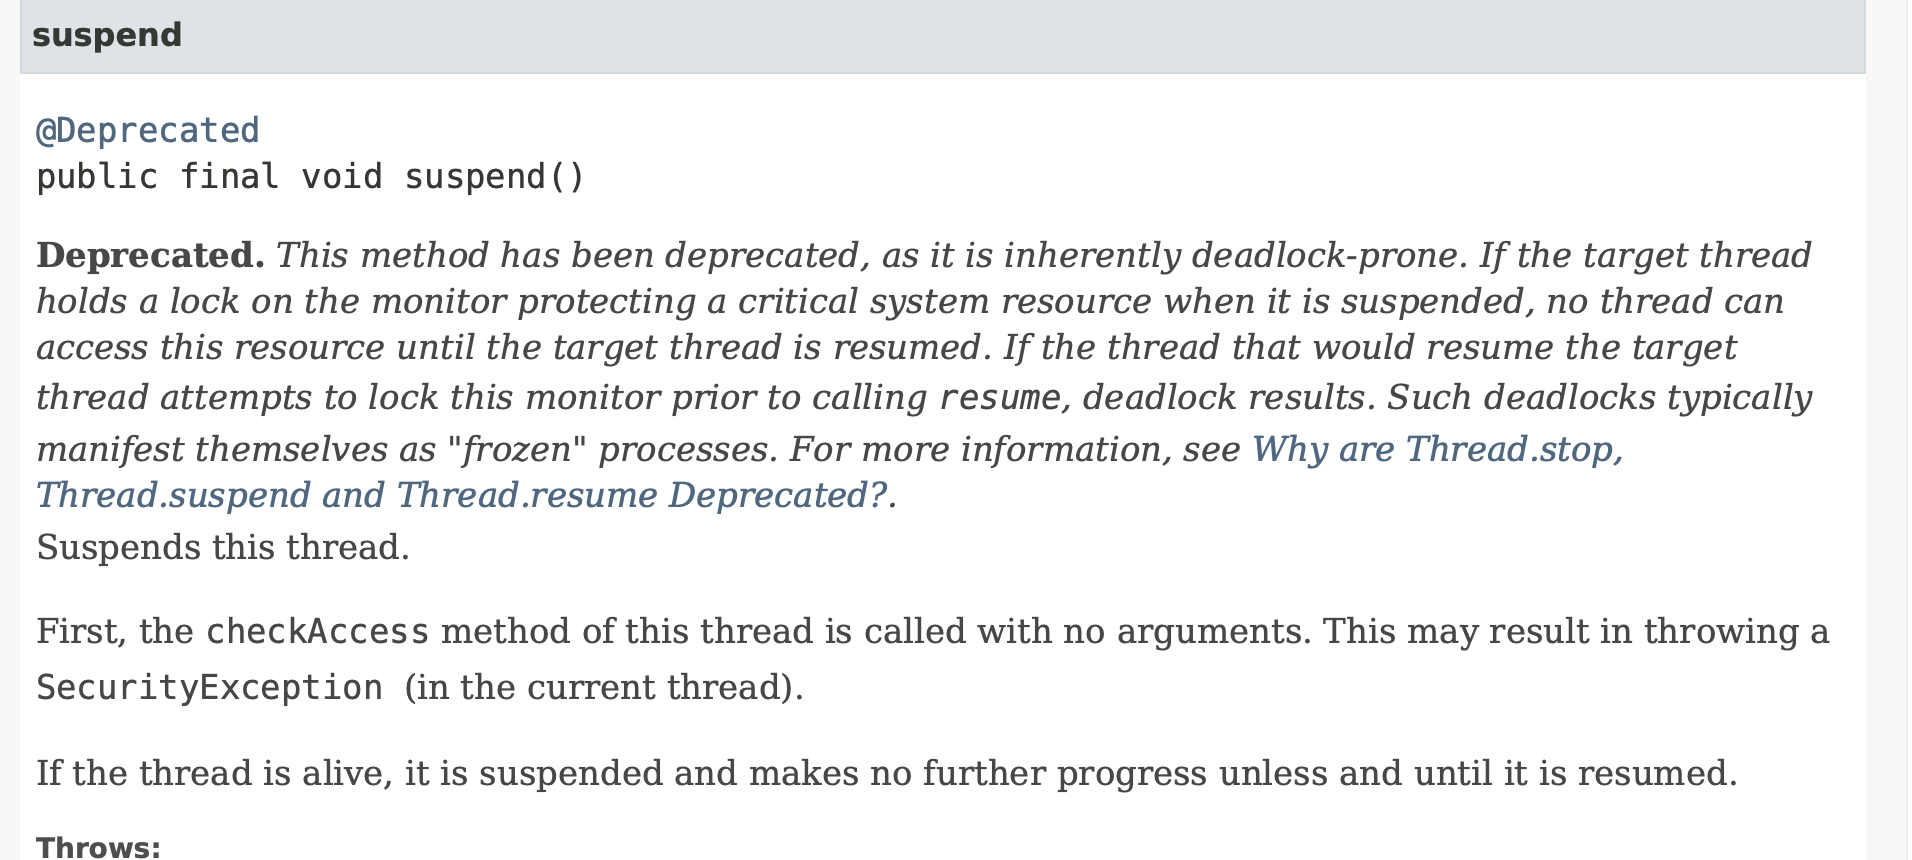 suspend
@Deprecated
public final void suspend()
Deprecated. This method has been deprecated, as it is inherently deadlock-prone. If the target thread
holds a lock on the monitor protecting a critical system resource when it is suspended, no thread can
access this resource until the target thread is resumed. If the thread that would resume the target
thread attempts to lock this monitor prior to calling resume, deadlock results. Such deadlocks typically
manifest themselves as "frozen" processes. For more information, see Why are Thread.stop,
Thread.suspend and Thread.resume Deprecated?.
Suspends this thread.
First, the checkAccess method of this thread is called with no arguments. This may result in throwing a
SecurityException (in the current thread).
If the thread is alive, it is suspended and makes no further progress unless and until it is resumed.
Throws: